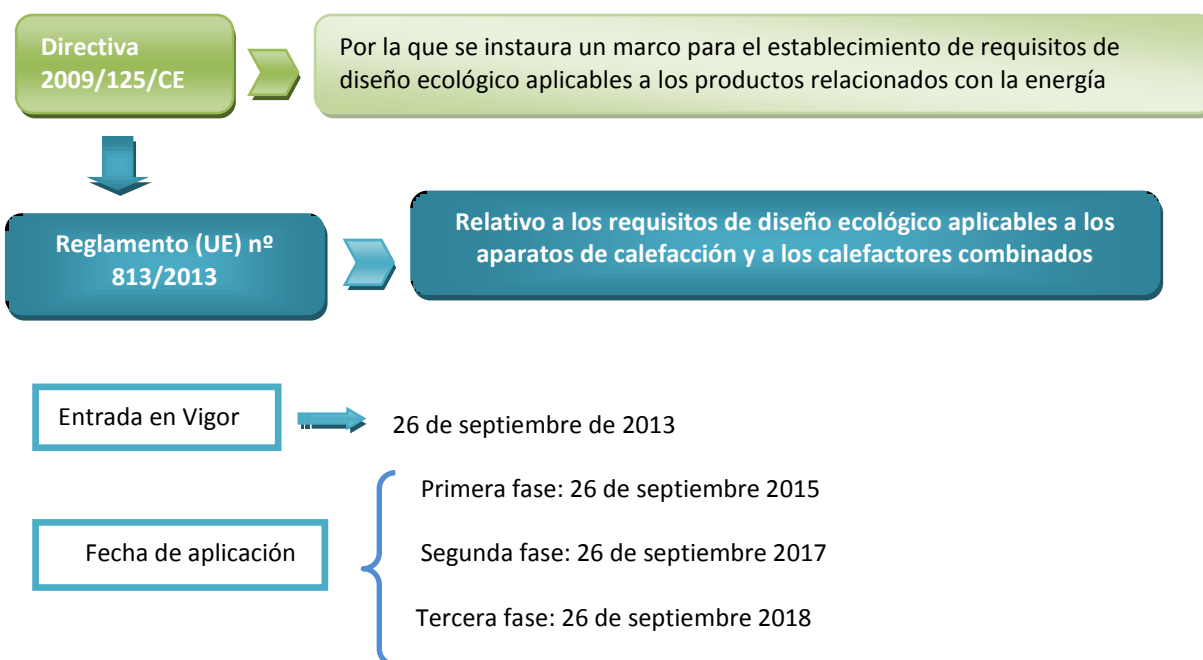 Directiva
2009/125/CE
Por la que se instaura un marco para el establecimiento de requisitos de
diseño ecológico aplicables a los productos relacionados con la energía
Reglamento (UE) nº
813/2013
Relativo a los requisitos de diseño ecológico aplicables a los
aparatos de calefacción y a los calefactores combinados
Entrada en Vigor
26 de septiembre de 2013
Fecha de aplicación
Primera fase: 26 de septiembre 2015
Segunda fase: 26 de septiembre 2017
Tercera fase: 26 de septiembre 2018